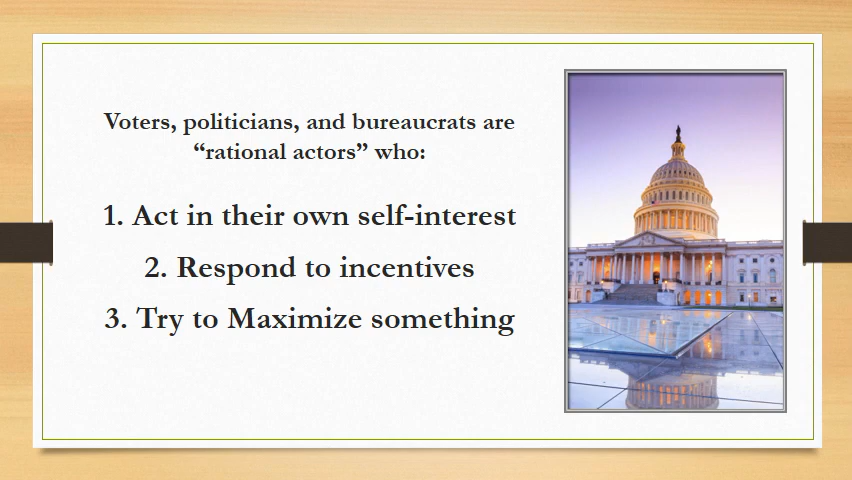 Voters, politicians, and bureaucrats are
“rational actors” who:
1. Act in their own self-interest
2. Respond to incentives
3. Try to Maximize something